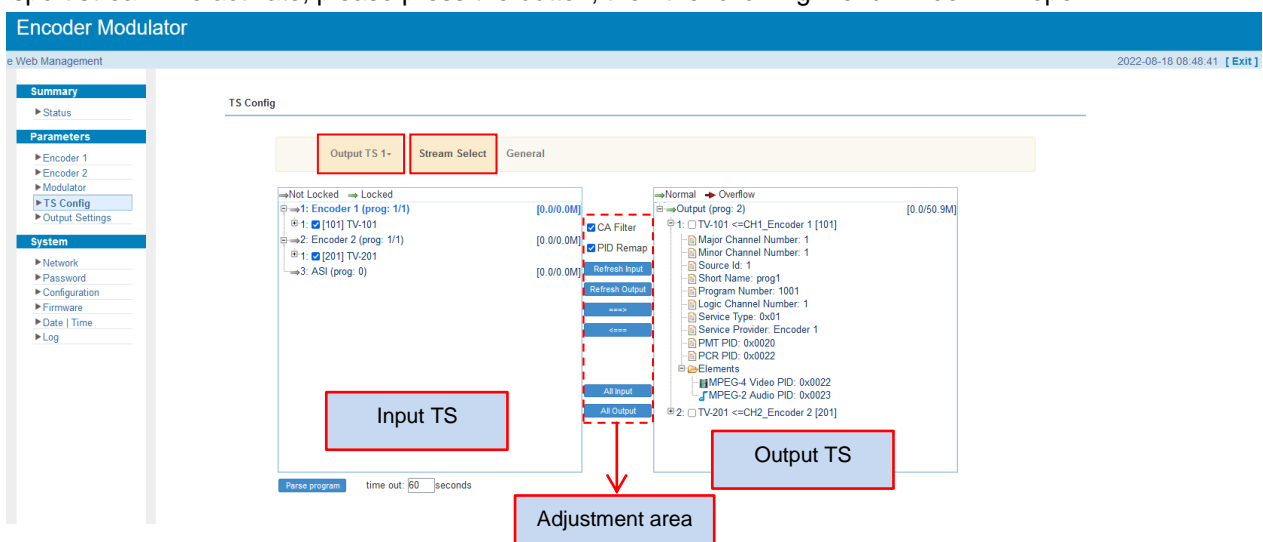 Encoder Modulator
e Web Management
2022-08-18 08:48:41 [ Exit ]
Summary
Status
Parameters
Encoder 1
Encoder 2
Modulator
TS Config
Output Settings
System
Network
Password
Configuration
Firmware
Date | Time
Log
TS Config
Output TS 1
Stream Select
General
Not Locked Locked
1: Encoder 1 (prog: 1/1) [0.0/0.0M]
1: [101] TV-101
2: Encoder 2 (prog: 1/1) [0.0/0.0M]
1: [201] TV-201
3: ASI (prog: 0) [0.0/0.0M]
Input TS
Parse program time out: 60 seconds
CA Filter
PID Remap
Refresh Input
Refresh Output
===>
<===
All Input
All Output
Adjustment area
Normal Overflow
Output (prog: 2) [0.0/50.9M]
1: TV-101 <=CH1_Encoder 1 [101]
Major Channel Number: 1
Minor Channel Number: 1
Source Id: 1
Short Name: prog1
Program Number: 1001
Logic Channel Number: 1
Service Type: 0x01
Service Provider: Encoder 1
PMT PID: 0x0020
PCR PID: 0x0022
Elements
MPEG-4 Video PID: 0x0022
MPEG-2 Audio PID: 0x0023
2: TV-201 <=CH2_Encoder 2 [201]
Output TS